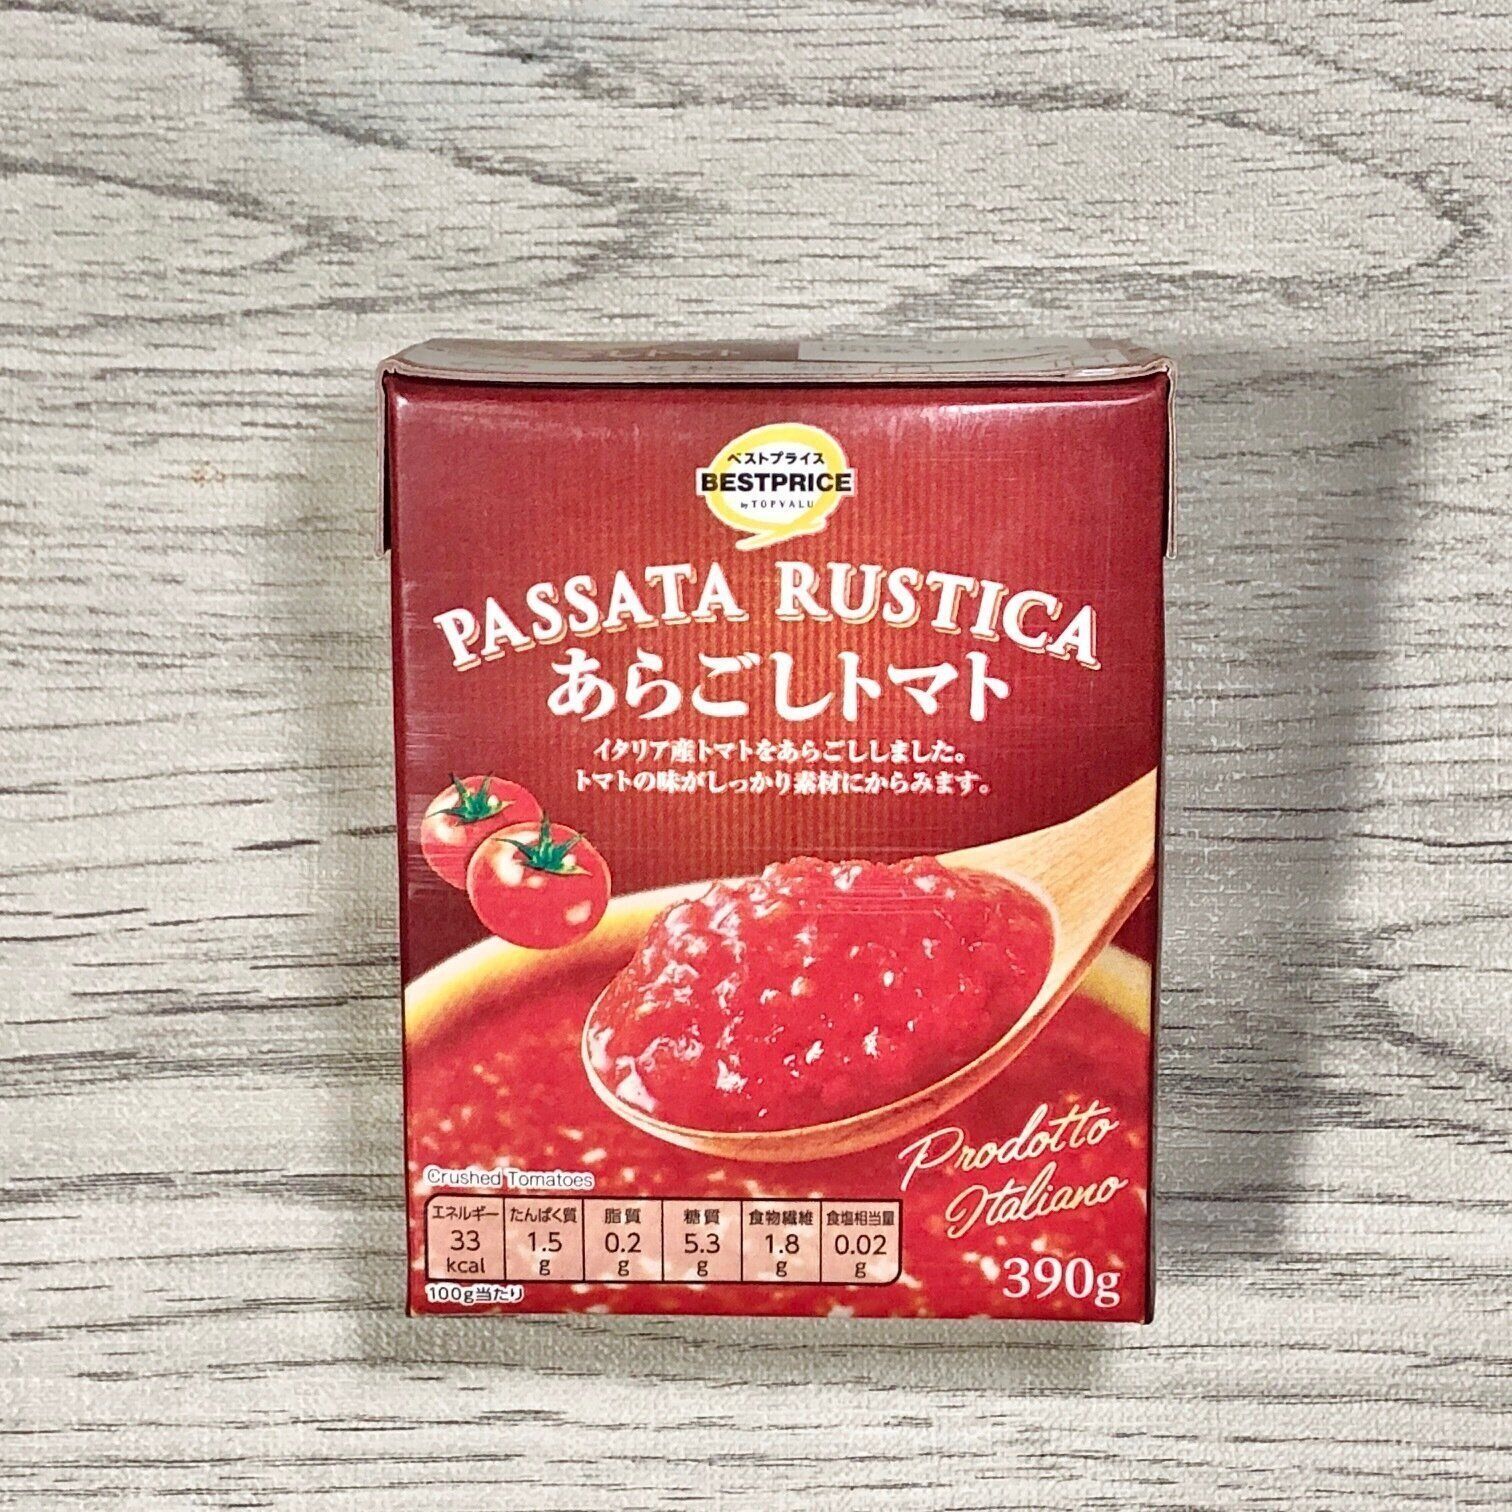 ベストプライス
BESTPRICE
by TOPVALU
PASSATA RUSTICA
あらごしトマト
イタリア産トマトをあらごししました。
トマトの味がしっかり素材にからみます。
Prodotto
Italiano
Crushed Tomatoes
エネルギー たんぱく質 脂質 糖質 食物繊維 食塩相当量
33 1.5 0.2 5.3 1.8 0.02
kcal g g g g g
100g当たり
390g